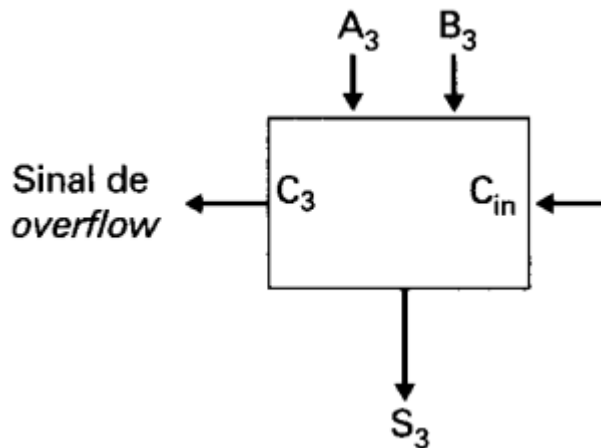 A₃ B₃
Sinal de
overflow
C₃ Cᵢₙ
S₃